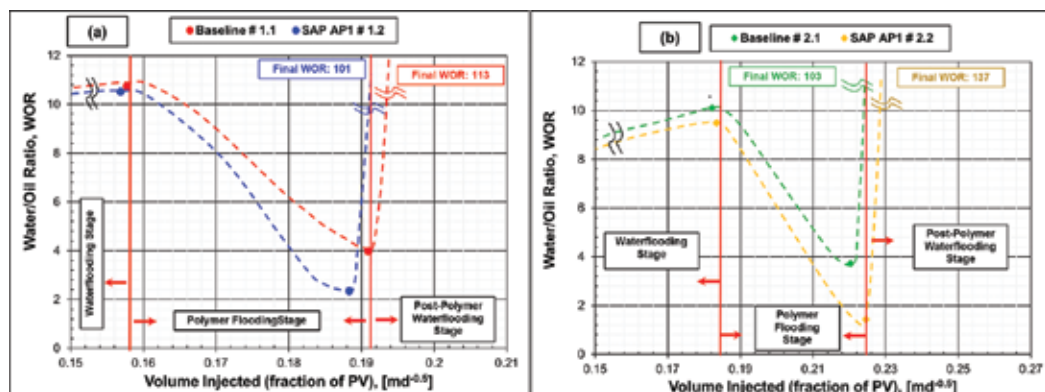 (a)
Baseline # 1.1
SAP AP1 # 1.2
Final WOR: 101
Final WOR: 113
12
10
8
6
4
2
0
Water/Oil Ratio, WOR
Waterflooding Stage
Polymer FloodingStage
Post-Polymer
Waterflooding
Stage
0.15
0.16
0.17
0.18
0.19
0.2
0.21
Volume Injected (fraction of PV), [md⁻⁰·⁵]
(b)
Baseline # 2.1
SAP AP1 # 2.2
Final WOR: 103
Final WOR: 137
12
10
8
6
4
2
0
Water/Oil Ratio, WOR
Waterflooding
Stage
Polymer
Flooding
Stage
Post-Polymer
Waterflooding
Stage
0.15
0.17
0.19
0.21
0.23
0.25
0.27
Volume Injected (fraction of PV), [md⁻⁰·⁵]